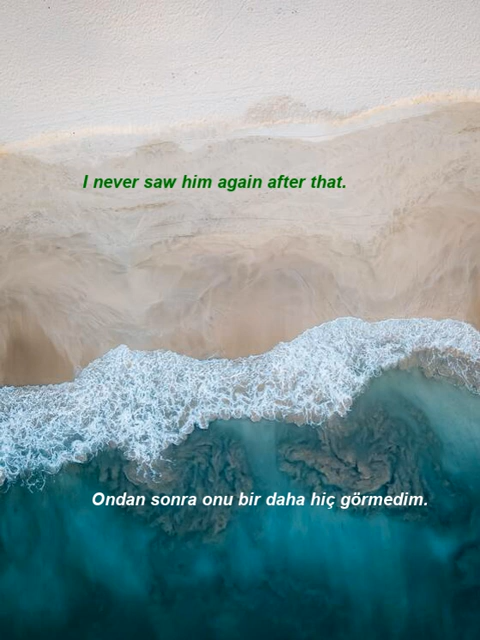 I never saw him again after that.
Ondan sonra onu bir daha hiç görmedim.